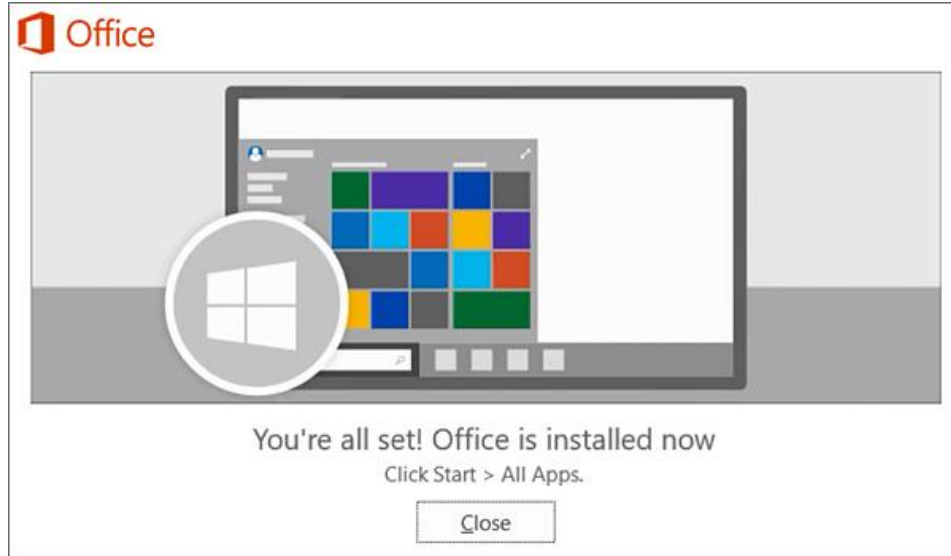 Office
You're all set! Office is installed now
Click Start > All Apps.
Close